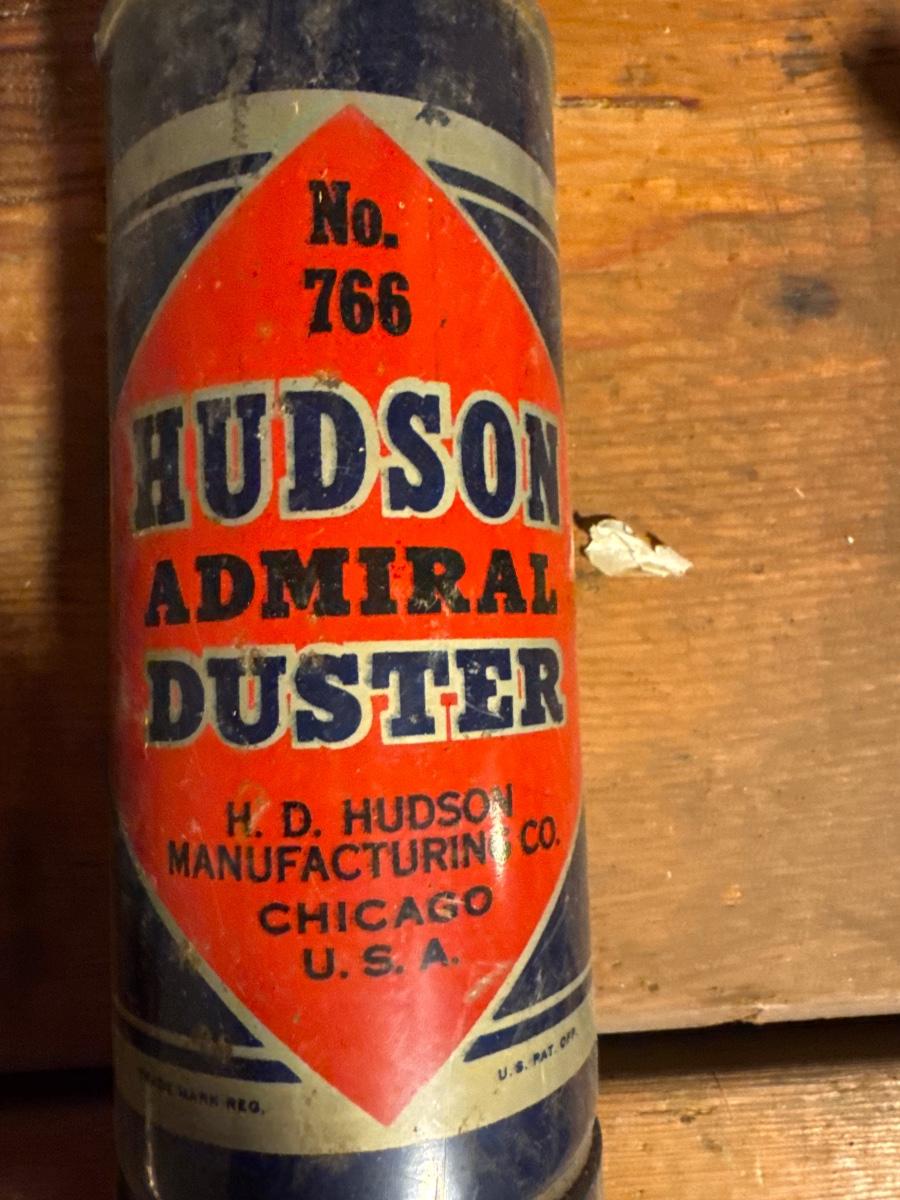 No.
766
HUDSON
ADMIRAL
DUSTER
H. D. HUDSON
MANUFACTURING CO.
CHICAGO
U. S. A.
TRADE MARK REG.
U. S. PAT. OFF.